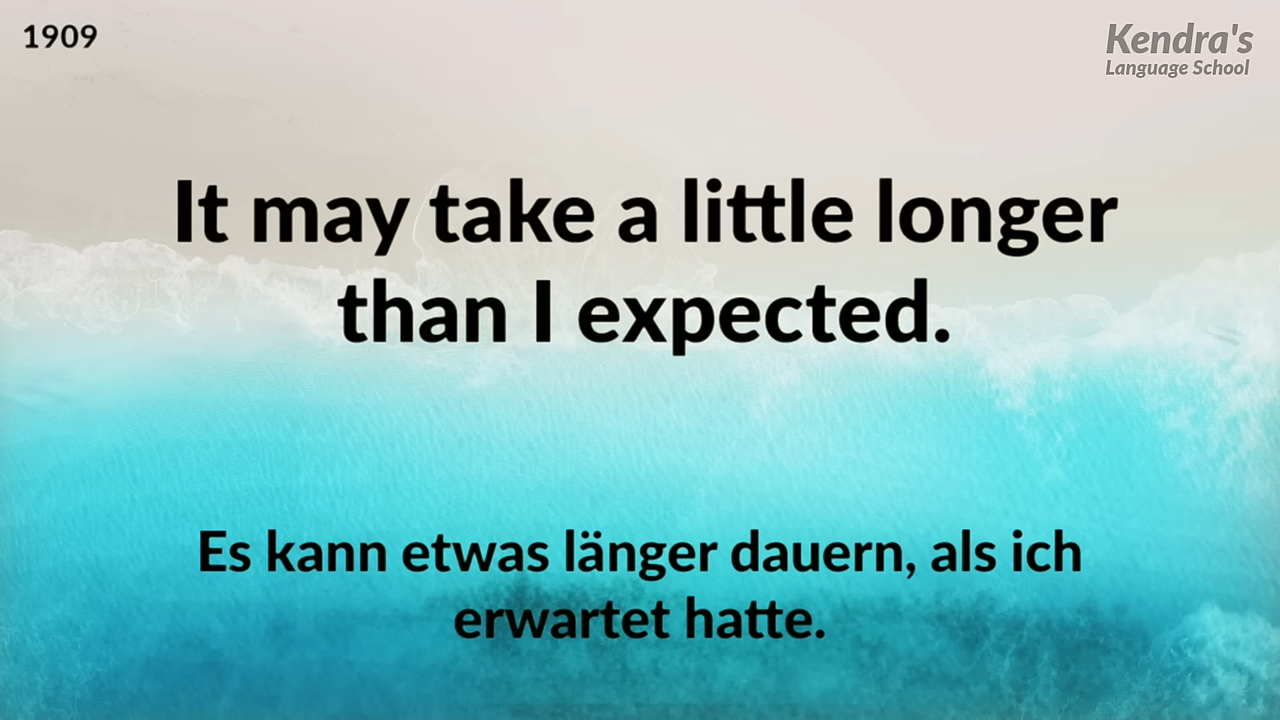 1909
Kendra's
Language School
It may take a little longer
than I expected.
Es kann etwas länger dauern, als ich
erwartet hatte.